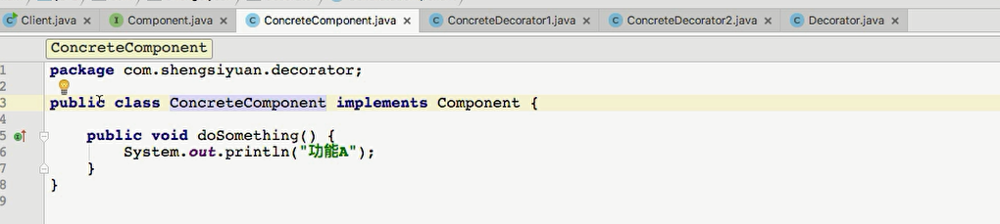 Client.java × Component.java × ConcreteComponent.java × ConcreteDecorator1.java × ConcreteDecorator2.java × Decorator.java ×
ConcreteComponent
1 package com.shengsiyuan.decorator;
2
3 public class ConcreteComponent implements Component {
4
5 public void doSomething() {
6 System.out.println("功能A");
7 }
8 }
9